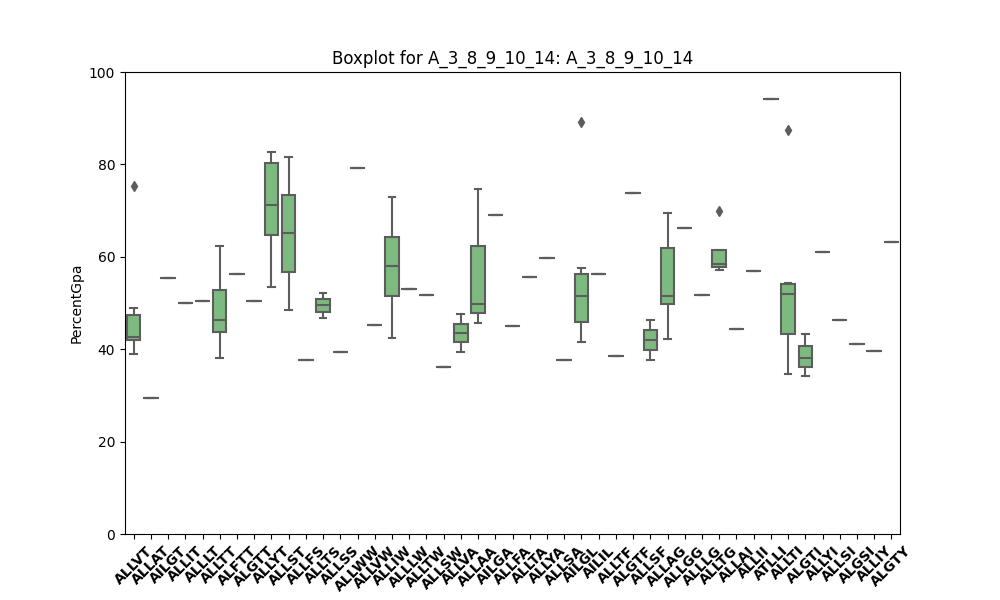 Boxplot for A_3_8_9_10_14: A_3_8_9_10_14
PercentGpa
100
80
60
40
20
0
ALLVT
ALLAT
AILGT
ALLIT
ALLLT
ALLTT
ALFTT
ALGTT
ALLYT
ALLST
ALLFS
ALLTS
ALLSS
ALLWW
ALLVW
ALLIW
ALLLW
ALLTW
ALLSW
ALLVA
ALLAA
AILGA
ALLFA
ALLTA
ALLYA
ALLSA
AILGL
AILIL
ALLTF
ALGTF
ALLSF
ALLAG
ALLGG
ALLLG
ALLTG
ALLAI
ALLII
ATLLI
ALLTI
ALGTI
ALLYI
ALLSI
ALGSI
ALLIY
ALGTY